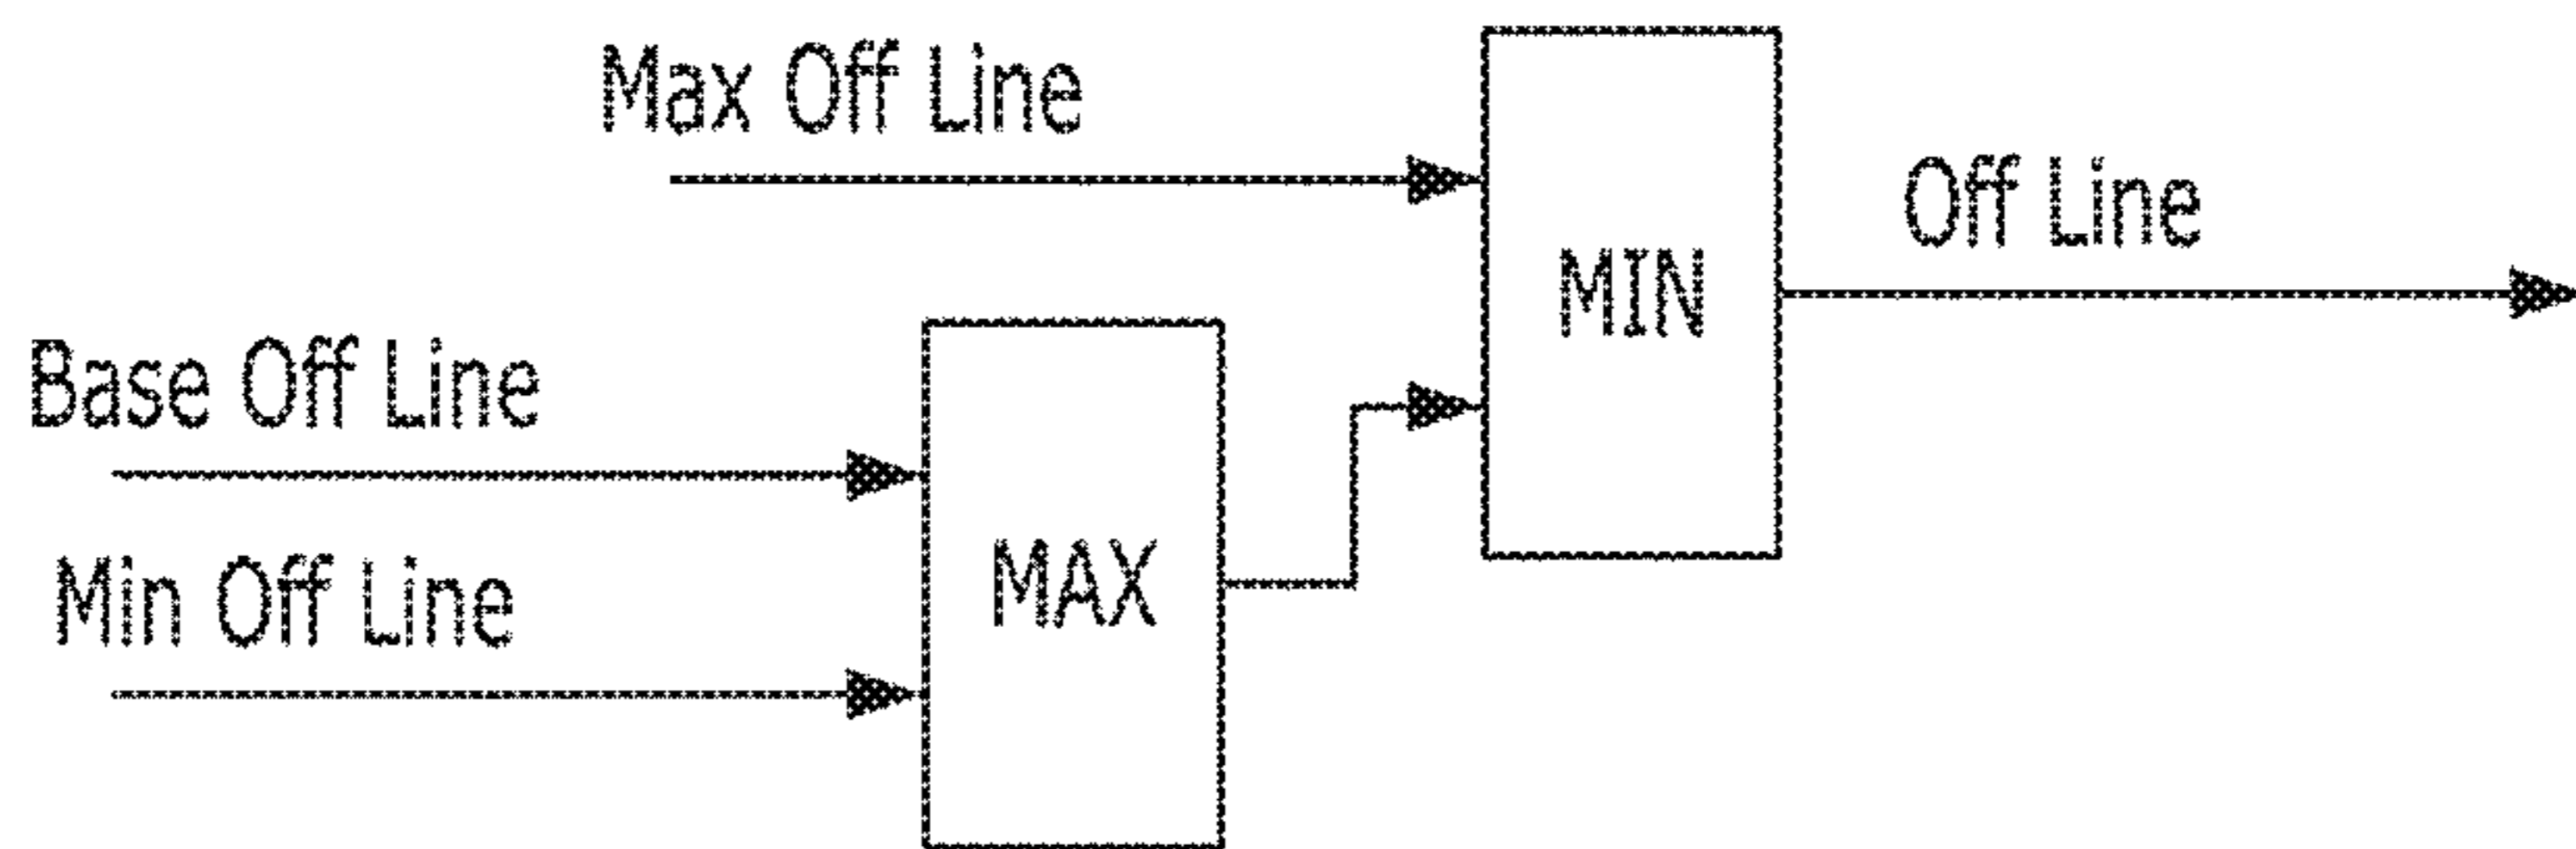 Max Off Line
MIN
Off Line
Base Off Line
Min Off Line
MAX